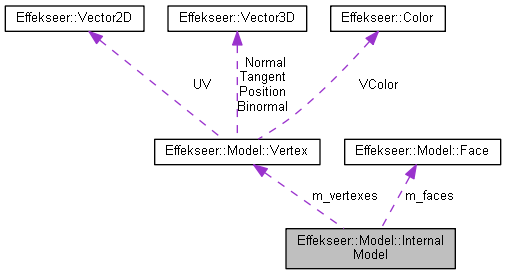 Effekseer::Vector2D
Effekseer::Vector3D
Effekseer::Color
UV
Normal
Tangent
Position
Binormal
VColor
Effekseer::Model::Vertex
Effekseer::Model::Face
m_vertexes
m_faces
Effekseer::Model::Internal
Model